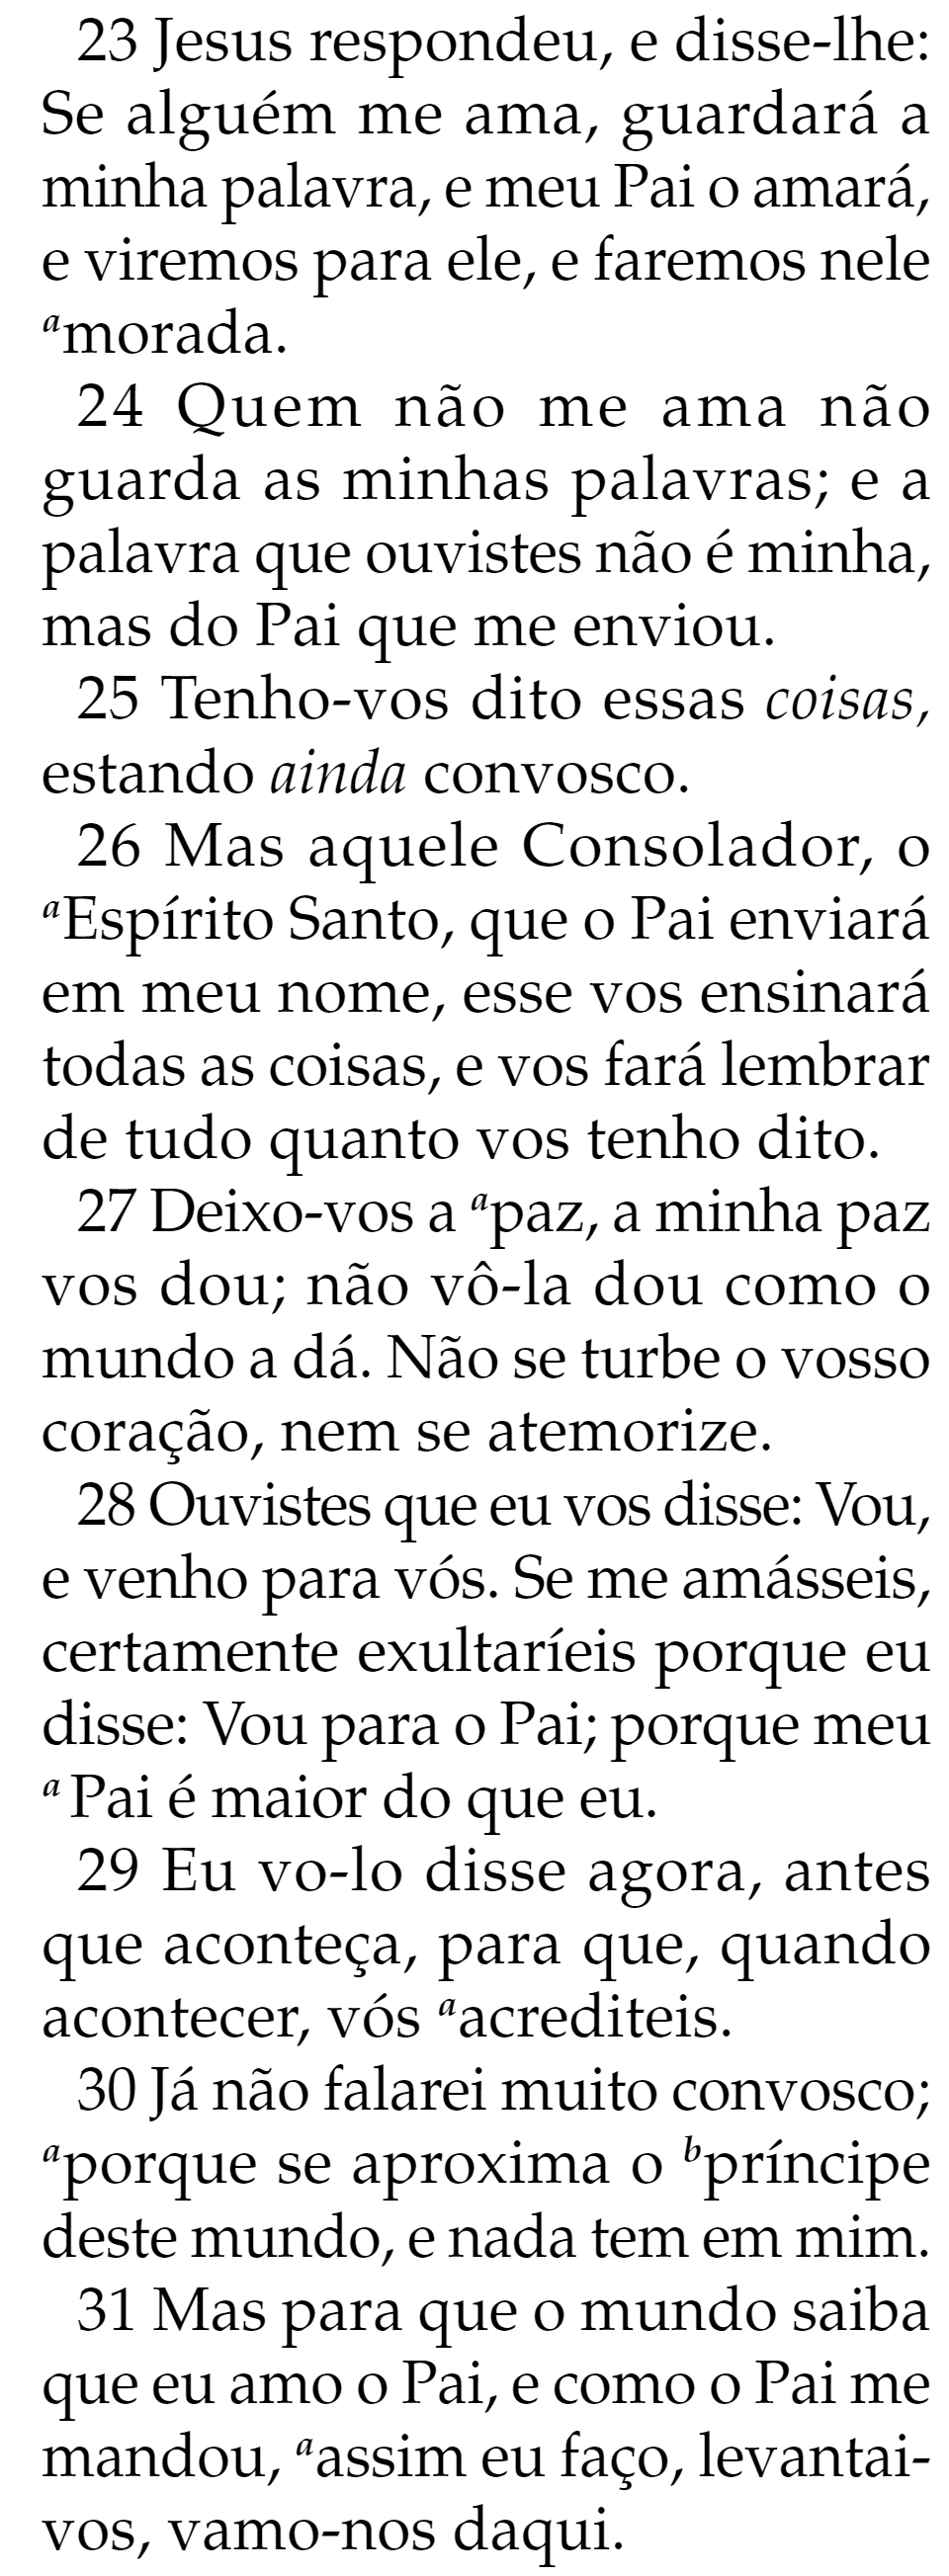 23 Jesus respondeu, e disse-lhe:
Se alguém me ama, guardará a
minha palavra, e meu Pai o amará,
e viremos para ele, e faremos nele
ᵃmorada.
24 Quem não me ama não
guarda as minhas palavras; e a
palavra que ouvistes não é minha,
mas do Pai que me enviou.
25 Tenho-vos dito essas coisas,
estando ainda convosco.
26 Mas aquele Consolador, o
ᵃEspírito Santo, que o Pai enviará
em meu nome, esse vos ensinará
todas as coisas, e vos fará lembrar
de tudo quanto vos tenho dito.
27 Deixo-vos a ᵃpaz, a minha paz
vos dou; não vô-la dou como o
mundo a dá. Não se turbe o vosso
coração, nem se atemorize.
28 Ouvistes que eu vos disse: Vou,
e venho para vós. Se me amásseis,
certamente exultaríeis porque eu
disse: Vou para o Pai; porque meu
ᵃ Pai é maior do que eu.
29 Eu vo-lo disse agora, antes
que aconteça, para que, quando
acontecer, vós ᵃacrediteis.
30 Já não falarei muito convosco;
ᵃporque se aproxima o ᵇpríncipe
deste mundo, e nada tem em mim.
31 Mas para que o mundo saiba
que eu amo o Pai, e como o Pai me
mandou, ᵃassim eu faço, levantai-
vos, vamo-nos daqui.